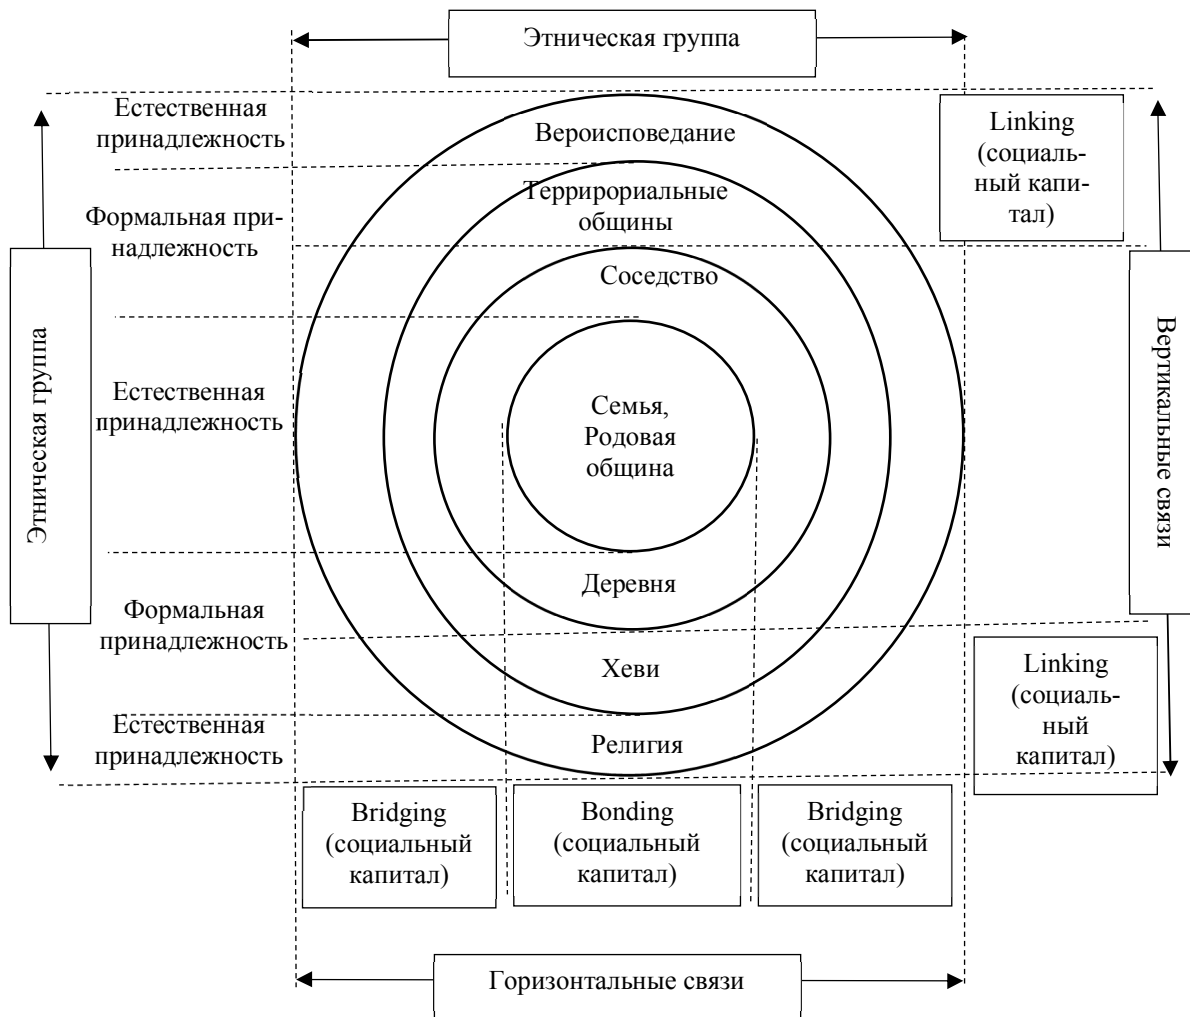 Этническая группа
Естественная
принадлежность
Вероисповедание
Linking
(социаль-
ный капи-
тал)
Террирориальные
общины
Формальная при-
надлежность
Соседство
Этническая группа
Вертикальные связи
Естественная
принадлежность
Семья,
Родовая
община
Деревня
Формальная
принадлежность
Хеви
Linking
(социаль-
ный
капитал)
Естественная
принадлежность
Религия
Bridging
(социальный
капитал)
Bonding
(социальный
капитал)
Bridging
(социальный
капитал)
Горизонтальные связи